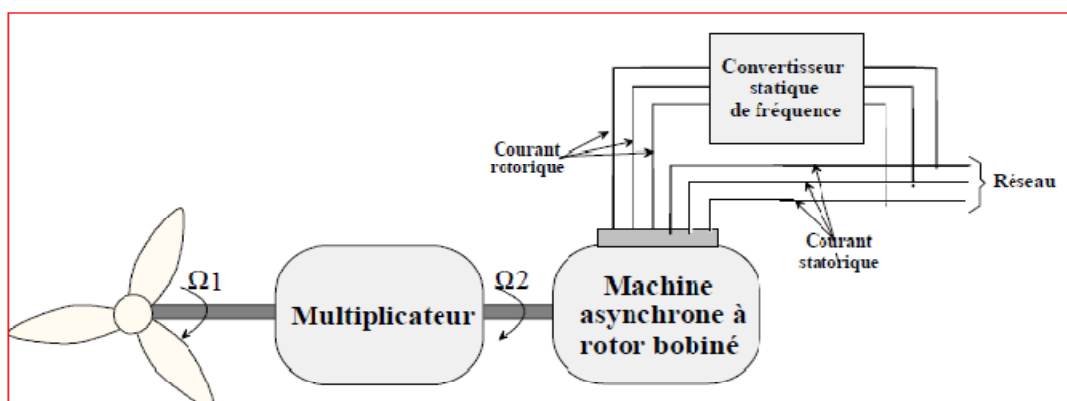 Convertisseur
statique
de fréquence
Courant
rotorique
Réseau
Courant
statorique
Ω1
Multiplicateur
Ω2
Machine
asynchrone à
rotor bobiné